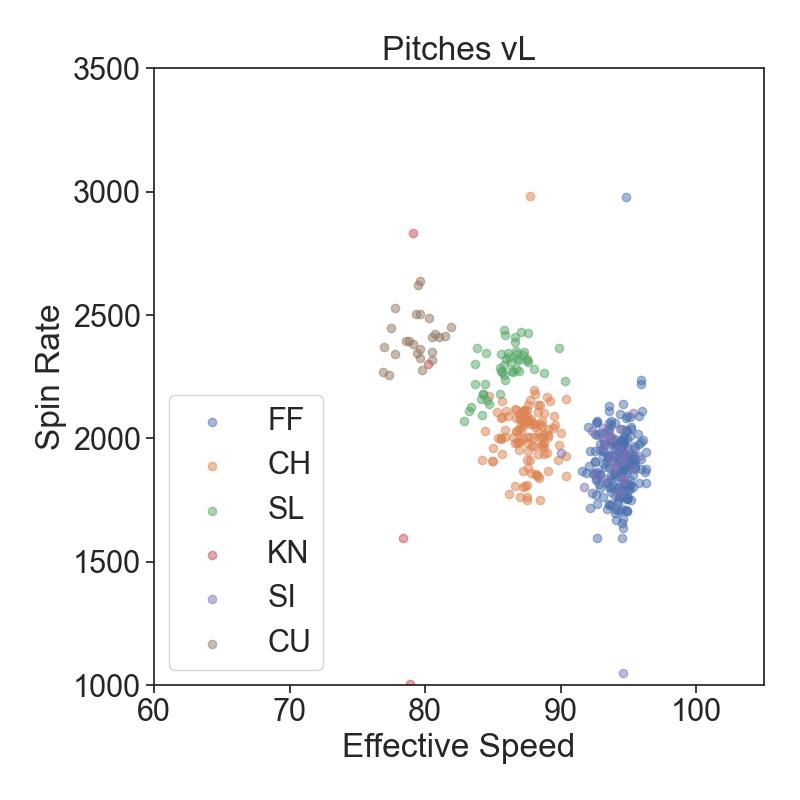 Pitches vL
3500
3000
2500
2000
1500
1000
Spin Rate
FF
CH
SL
KN
SI
CU
60
70
80
90
100
Effective Speed